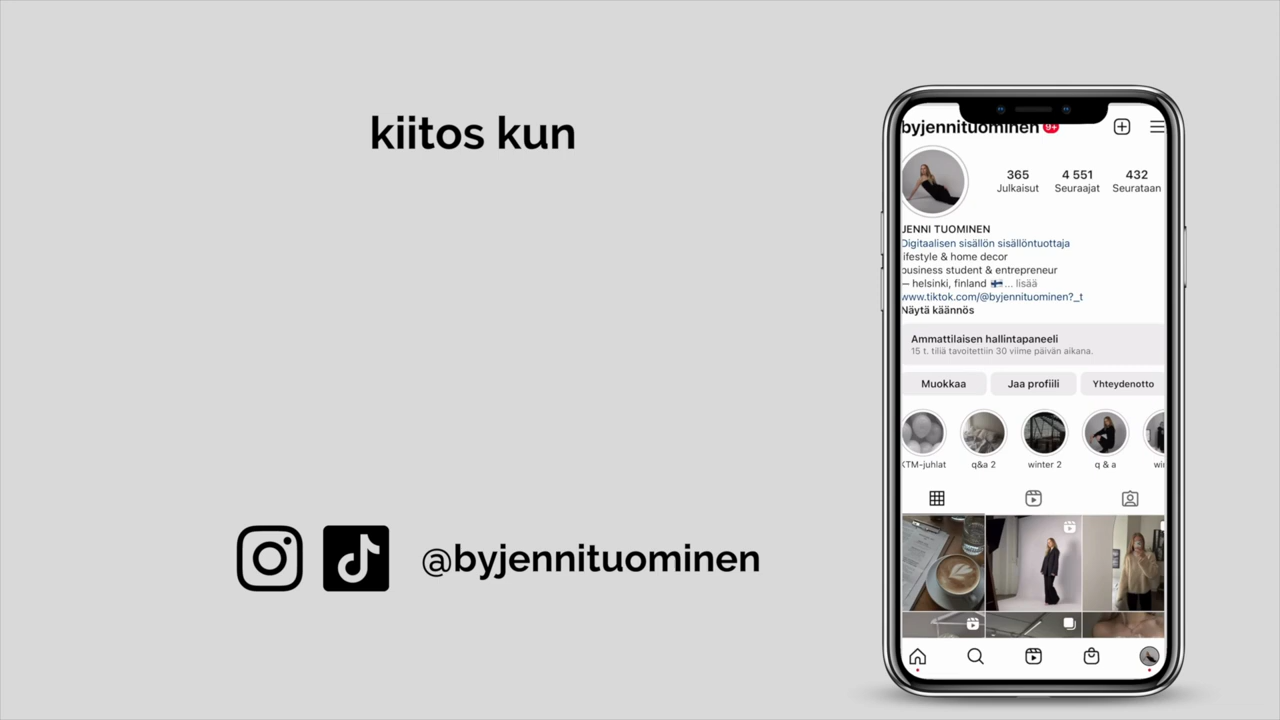 kiitos kun
@byjennituominen
byjennituominen 9+
365 4 551 432
Julkaisut Seuraajat Seurataan
JENNI TUOMINEN
Digitaalisen sisällön sisällöntuottaja
lifestyle & home decor
business student & entrepreneur
— helsinki, finland 🇫🇮 ... lisää
www.tiktok.com/@byjennituominen?_t
Näytä käännös
Ammattilaisen hallintapaneeli
15 t. tiliä tavoitettiin 30 viime päivän aikana.
Muokkaa Jaa profiili Yhteydenotto
KTM-juhlat q&a 2 winter 2 q & a